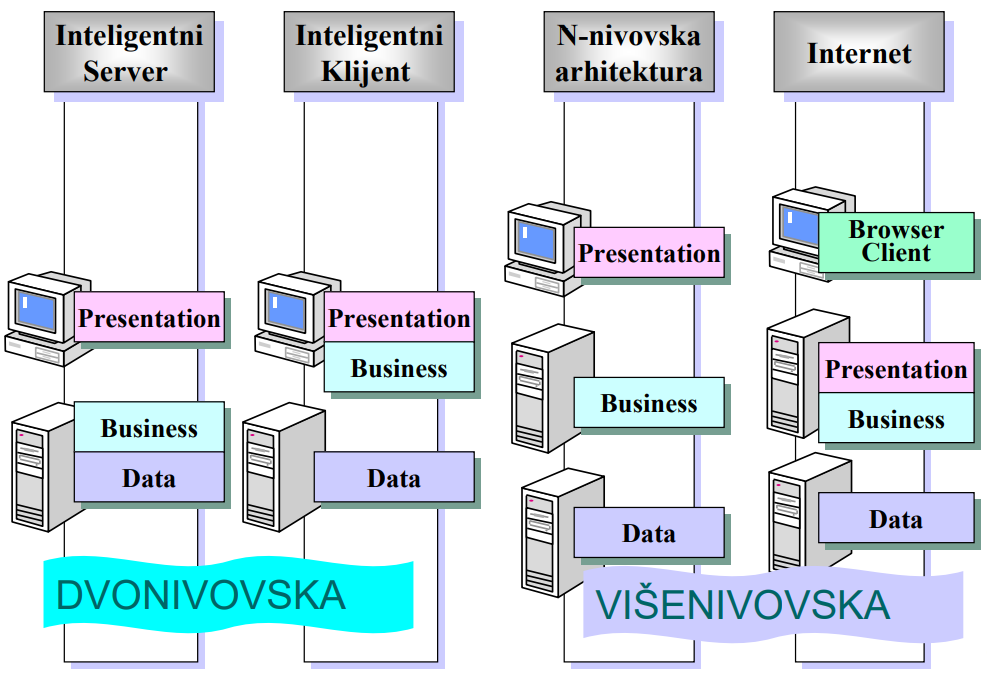 Inteligentni
Server
Inteligentni
Klijent
N-nivovska
arhitektura
Internet
Presentation
Business
Data
Presentation
Business
Data
Presentation
Business
Data
Browser
Client
Presentation
Business
Data
DVONIVOVSKA
VIŠENIVOVSKA